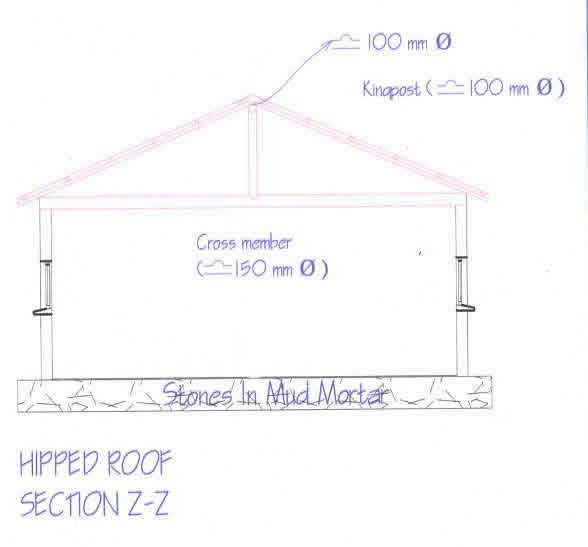 ≏ 100 mm Ø
Kingpost ( ≏ 100 mm Ø )
Cross member
( ≏ 150 mm Ø )
Stones In Mud Mortar
HIPPED ROOF
SECTION Z-Z